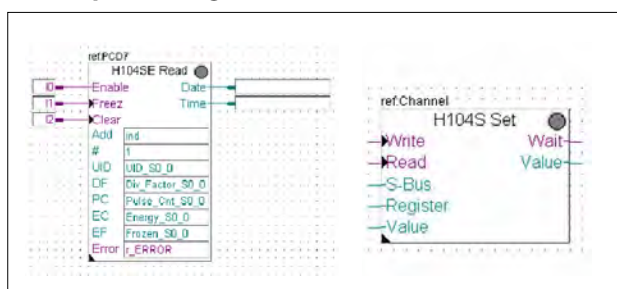 ref:PCD7
H104SE Read
I0 Enable Date
I1 Freez Time
I2 Clear
Add ind
# 1
UID UID_S0_0
DF Div_Factor_S0_0
PC Pulse_Cnt_S0_0
EC Energy_S0_0
EF Frozen_S0_0
Error r_ERROR
ref:Channel
H104S Set
Write Wait
Read Value
S-Bus
Register
Value